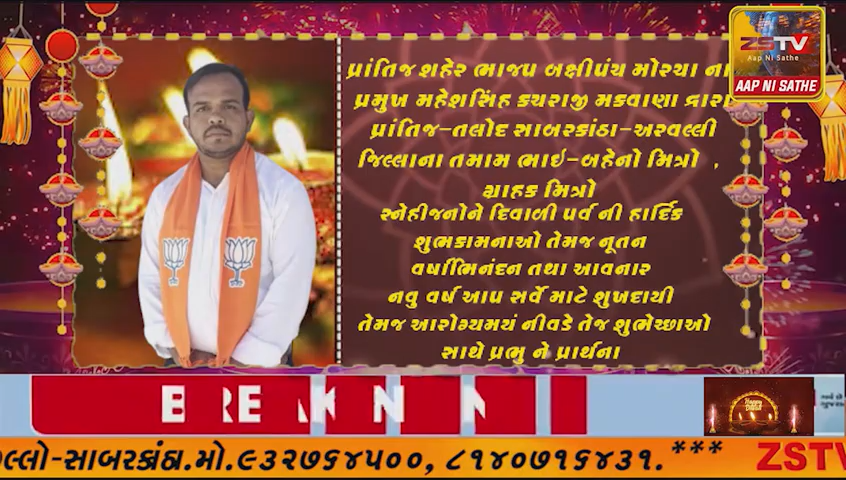 ZSTV
Aap Ni Sathe
AAP NI SATHE
પ્રાંતિજ શહેર ભાજપ બક્ષીપંચ મોરચા ના
પ્રમુખ મહેશસિંહ કચરાજી મકવાણા દ્વારા
પ્રાંતિજ-તલોદ સાબરકાંઠા-અરવલ્લી
જિલ્લાના તમામ ભાઇ-બહેનો મિત્રો ,
ગ્રાહક મિત્રો
સ્નેહીજનોને દિવાળી પર્વ ની હાર્દિક
શુભકામનાઓ તેમજ નૂતન
વર્ષાભિનંદન તથા આવનાર
નવુ વર્ષ આપ સર્વે માટે શુખદાયી
તેમજ આરોગ્યમયં નીવડે તેજ શુભેચ્છાઓ
સાથે પ્રભુ ને પ્રાર્થના
BREAK N N
Happy
લ્લો-સાબરકાંઠા.મો.૯૩૨૭૬૪૫૦૦, ૮૧૪૦૭૧૬૪૩૧.*** ZSTV